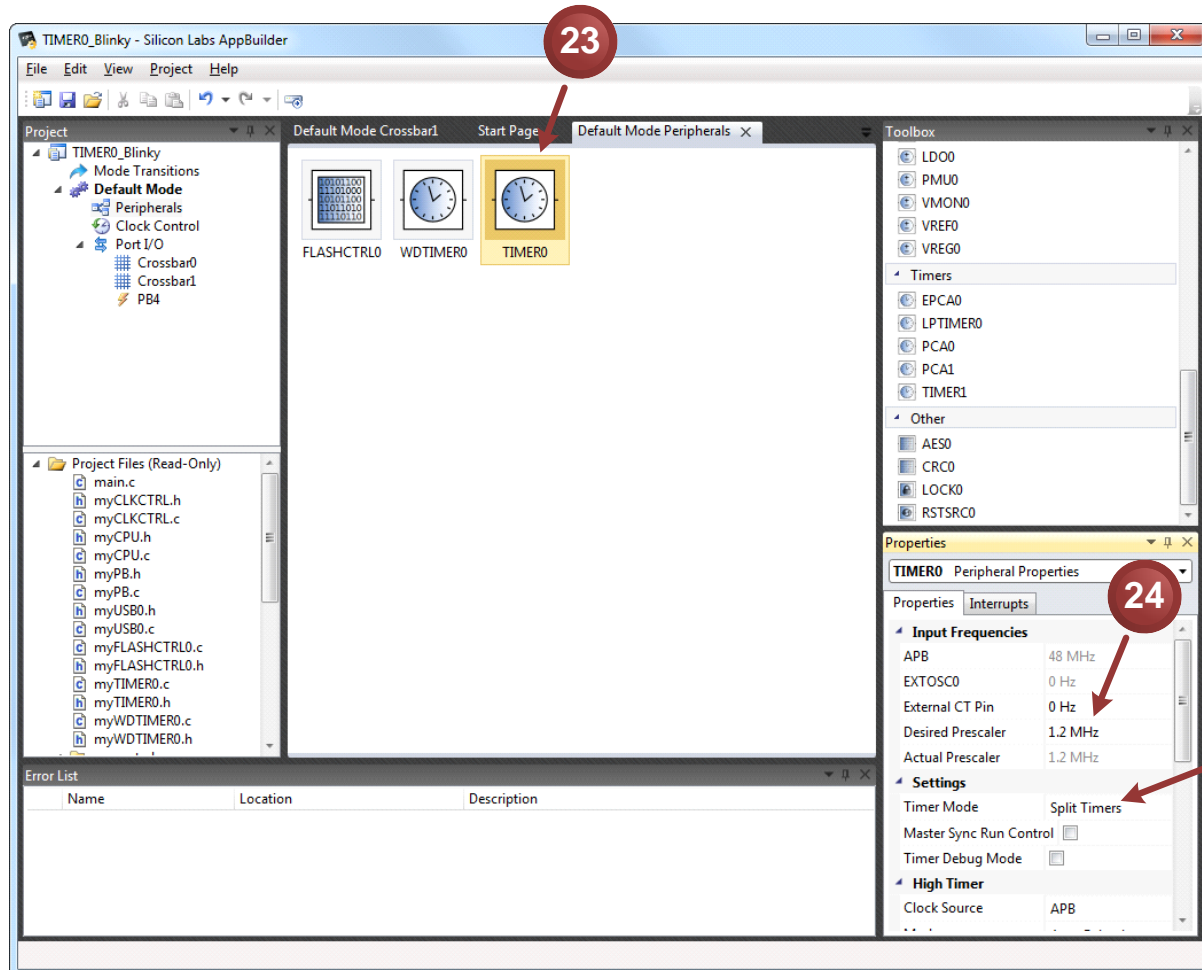 23
TIMER0_Blinky - Silicon Labs AppBuilder
File Edit View Project Help
Project
TIMER0_Blinky
Mode Transitions
Default Mode
Peripherals
Clock Control
Port I/O
Crossbar0
Crossbar1
PB4
Project Files (Read-Only)
main.c
myCLKCTRL.h
myCLKCTRL.c
myCPU.h
myCPU.c
myPB.h
myPB.c
myUSB0.h
myUSB0.c
myFLASHCTRL0.c
myFLASHCTRL0.h
myTIMER0.c
myTIMER0.h
myWDTIMER0.c
myWDTIMER0.h
Default Mode Crossbar1 Start Page Default Mode Peripherals
10101100
11101000
10101100
11011010
11110110
FLASHCTRL0 WDTIMER0 TIMER0
Toolbox
LDO0
PMU0
VMON0
VREF0
VREG0
Timers
EPCA0
LPTIMER0
PCA0
PCA1
TIMER1
Other
AES0
CRC0
LOCK0
RSTSRC0
Properties
TIMER0 Peripheral Properties
Properties Interrupts
24
Input Frequencies
APB 48 MHz
EXTOSC0 0 Hz
External CT Pin 0 Hz
Desired Prescaler 1.2 MHz
Actual Prescaler 1.2 MHz
Settings
Timer Mode Split Timers
Master Sync Run Control
Timer Debug Mode
High Timer
Clock Source APB
Error List
Name Location Description